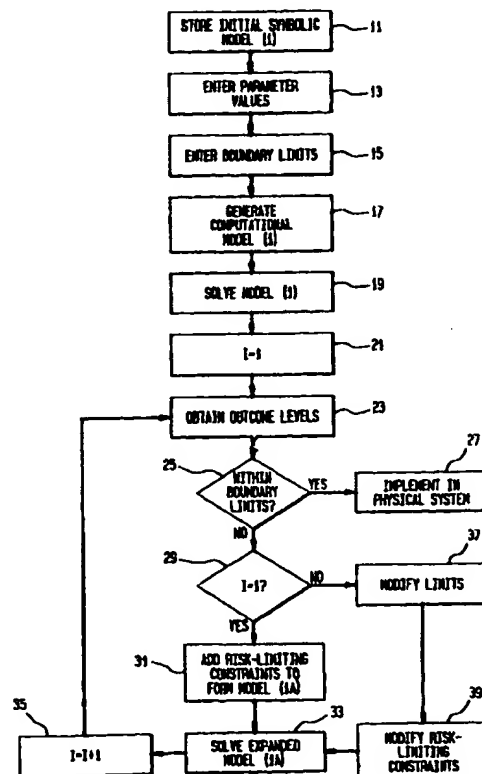 STORE INITIAL SYMBOLIC
MODEL (1)
11
ENTER PARAMETER
VALUES
13
ENTER BOUNDARY LIMITS
15
GENERATE
COMPUTATIONAL
MODEL (1)
17
SOLVE MODEL (1)
19
I=1
21
OBTAIN OUTCOME LEVELS
23
25
WITHIN
BOUNDARY
LIMITS?
YES
NO
27
IMPLEMENT IN
PHYSICAL SYSTEM
29
I=1?
NO
YES
37
MODIFY LIMITS
31
ADD RISK-LIMITING
CONSTRAINTS TO
FORM MODEL (1A)
35
I=I+1
33
SOLVE EXPANDED
MODEL (1A)
39
MODIFY RISK-
LIMITING
CONSTRAINTS